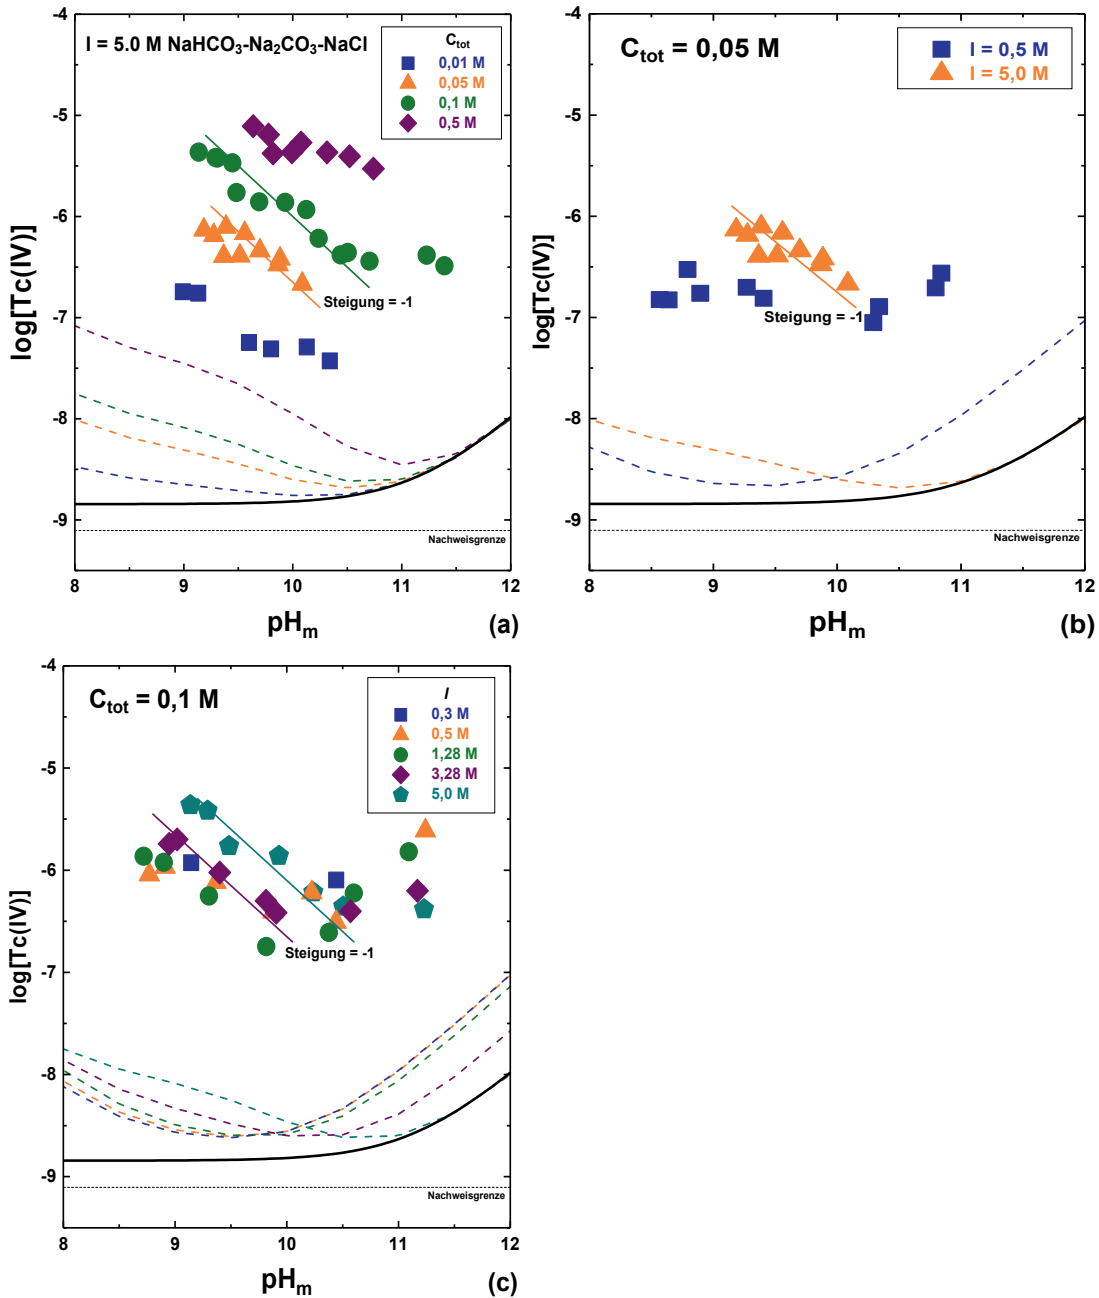 I = 5.0 M NaHCO3-Na2CO3-NaCl
Ctot
0,01 M
0,05 M
0,1 M
0,5 M
-4
-5
-6
-7
-8
-9
log[Tc(IV)]
Steigung = -1
Nachweisgrenze
8
9
10
11
12
pHm
(a)
Ctot = 0,05 M
I = 0,5 M
I = 5,0 M
-4
-5
-6
-7
-8
-9
log[Tc(IV)]
Steigung = -1
Nachweisgrenze
8
9
10
11
12
pHm
(b)
Ctot = 0,1 M
I
0,3 M
0,5 M
1,28 M
3,28 M
5,0 M
-4
-5
-6
-7
-8
-9
log[Tc(IV)]
Steigung = -1
Nachweisgrenze
8
9
10
11
12
pHm
(c)